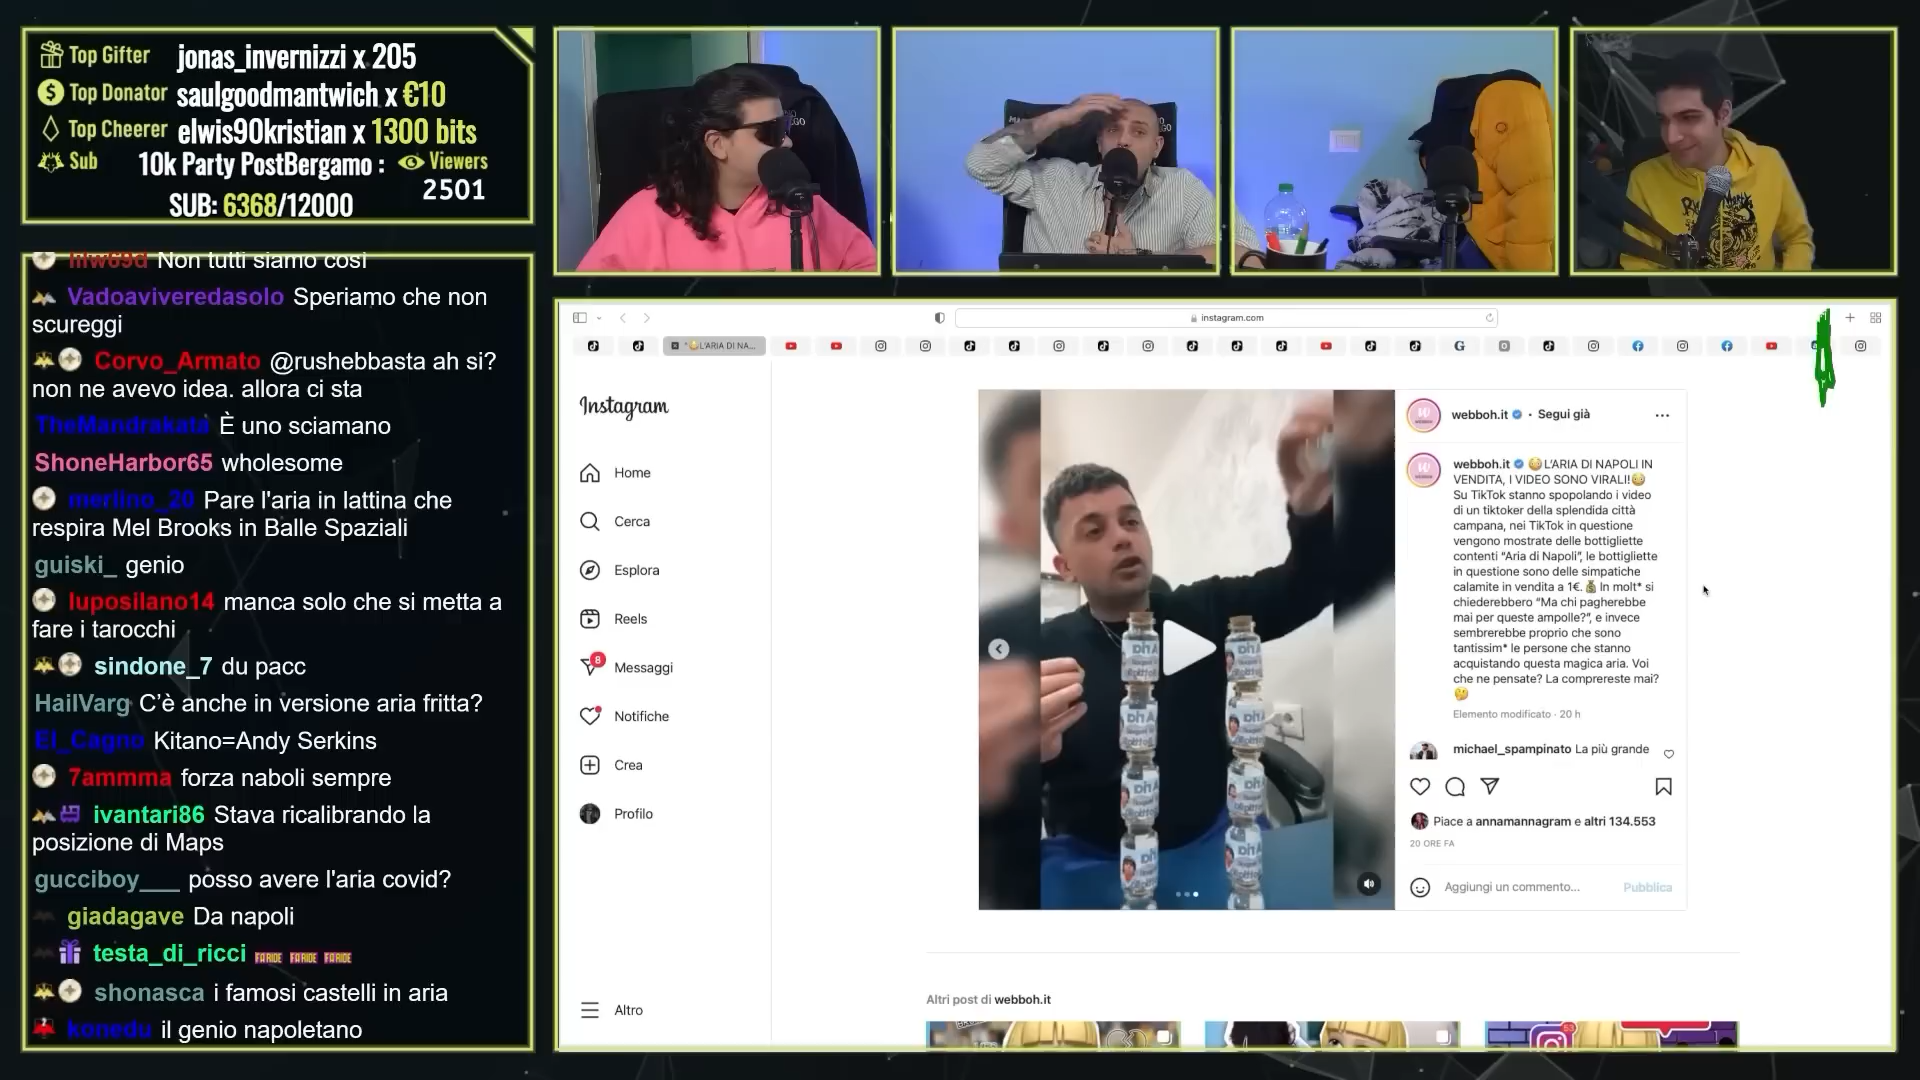 Top Gifter jonas_invernizzi x 205
Top Donator saulgoodmantwich x €10
Top Cheerer elwis90kristian x 1300 bits
Sub 10k Party PostBergamo : Viewers
SUB: 6368/12000 2501
Non tutti siamo così
Vadoaviveredasolo Speriamo che non
scureggi
Corvo_Armato @rushebbasta ah si?
non ne avevo idea. allora ci sta
TheMandrakata È uno sciamano
ShoneHarbor65 wholesome
merlino_20 Pare l'aria in lattina che
respira Mel Brooks in Balle Spaziali
guiski_ genio
luposilano14 manca solo che si metta a
fare i tarocchi
sindone_7 du pacc
HailVarg C'è anche in versione aria fritta?
El_Cagno Kitano=Andy Serkins
7ammma forza naboli sempre
ivantari86 Stava ricalibrando la
posizione di Maps
gucciboy___ posso avere l'aria covid?
giadagave Da napoli
testa_di_ricci
shonasca i famosi castelli in aria
konedu il genio napoletano
instagram.com
L'ARIA DI NA...
Instagram
Home
Cerca
Esplora
Reels
8
Messaggi
Notifiche
Crea
Profilo
Altro
webboh.it • Segui già
webboh.it 😳L'ARIA DI NAPOLI IN
VENDITA, I VIDEO SONO VIRALI!😳
Su TikTok stanno spopolando i video
di un tiktoker della splendida città
campana, nei TikTok in questione
vengono mostrate delle bottigliette
contenti "Aria di Napoli", le bottigliette
in questione sono delle simpatiche
calamite in vendita a 1€. 💰 In molt* si
chiederebbero "Ma chi pagherebbe
mai per queste ampolle?", e invece
sembrerebbe proprio che sono
tantissim* le persone che stanno
acquistando questa magica aria. Voi
che ne pensate? La comprereste mai?
🤔
Elemento modificato · 20 h
michael_spampinato La più grande
Piace a annamannagram e altri 134.553
20 ORE FA
Aggiungi un commento... Pubblica
Altri post di webboh.it